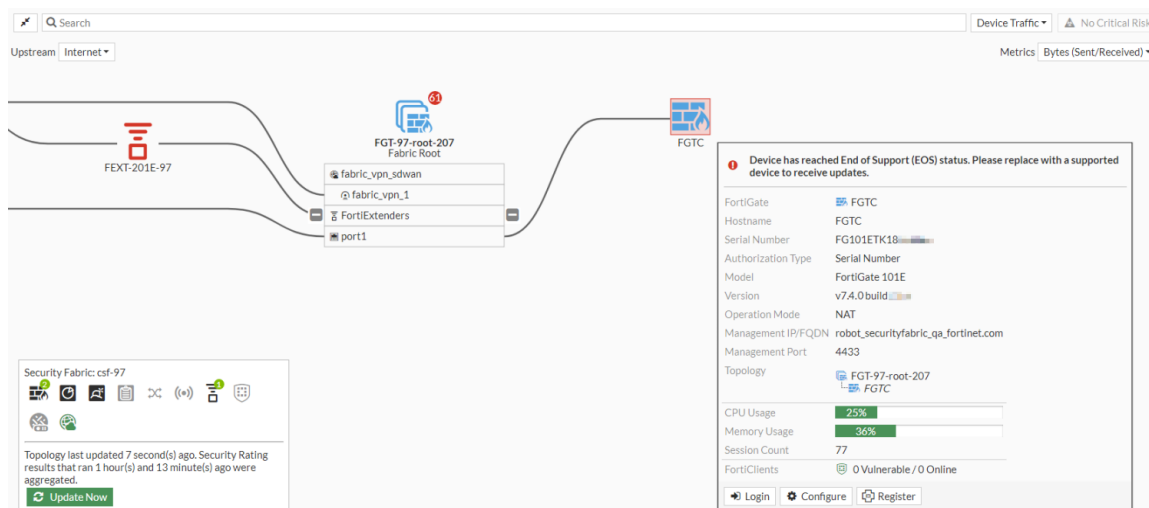 Search
Device Traffic
No Critical Risk
Upstream
Internet
Metrics
Bytes (Sent/Received)
61
FEXT-201E-97
FGT-97-root-207
Fabric Root
fabric_vpn_sdwan
fabric_vpn_1
FortiExtenders
port1
FGTC
Device has reached End of Support (EOS) status. Please replace with a supported
device to receive updates.
FortiGate FGTC
Hostname FGTC
Serial Number FG101ETK18
Authorization Type Serial Number
Model FortiGate 101E
Version v7.4.0 build
Operation Mode NAT
Management IP/FQDN robot_securityfabric_qa_fortinet.com
Management Port 4433
Topology FGT-97-root-207
FGTC
CPU Usage 25%
Memory Usage 36%
Session Count 77
FortiClients 0 Vulnerable / 0 Online
Login Configure Register
Security Fabric: csf-97
2
1
Topology last updated 7 second(s) ago. Security Rating
results that ran 1 hour(s) and 13 minute(s) ago were
aggregated.
Update Now